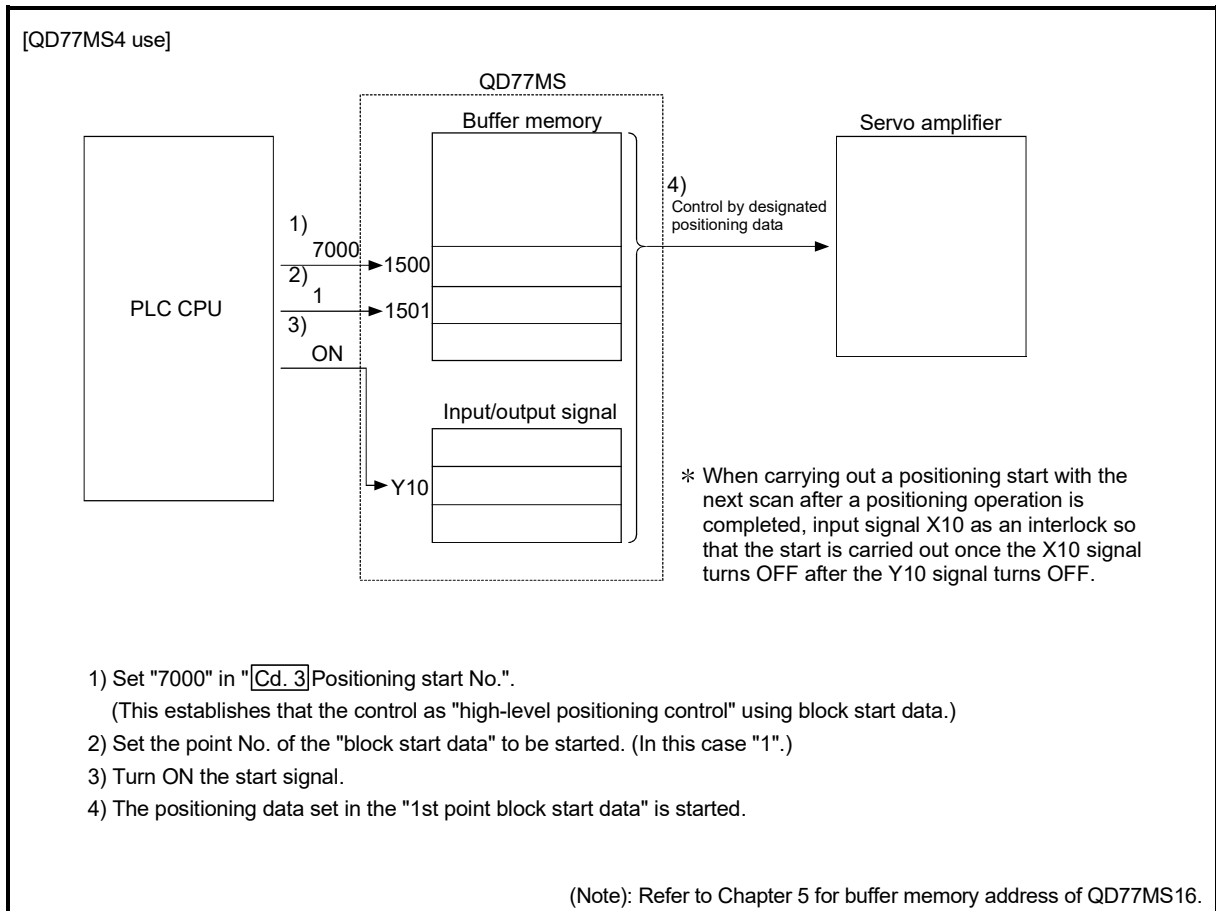 [QD77MS4 use]
QD77MS
Buffer memory
Servo amplifier
PLC CPU
1)
7000
1500
2)
1
1501
3)
ON
4)
Control by designated
positioning data
Input/output signal
Y10
* When carrying out a positioning start with the
next scan after a positioning operation is
completed, input signal X10 as an interlock so
that the start is carried out once the X10 signal
turns OFF after the Y10 signal turns OFF.
1) Set "7000" in "Cd. 3 Positioning start No.".
(This establishes that the control as "high-level positioning control" using block start data.)
2) Set the point No. of the "block start data" to be started. (In this case "1".)
3) Turn ON the start signal.
4) The positioning data set in the "1st point block start data" is started.
(Note): Refer to Chapter 5 for buffer memory address of QD77MS16.